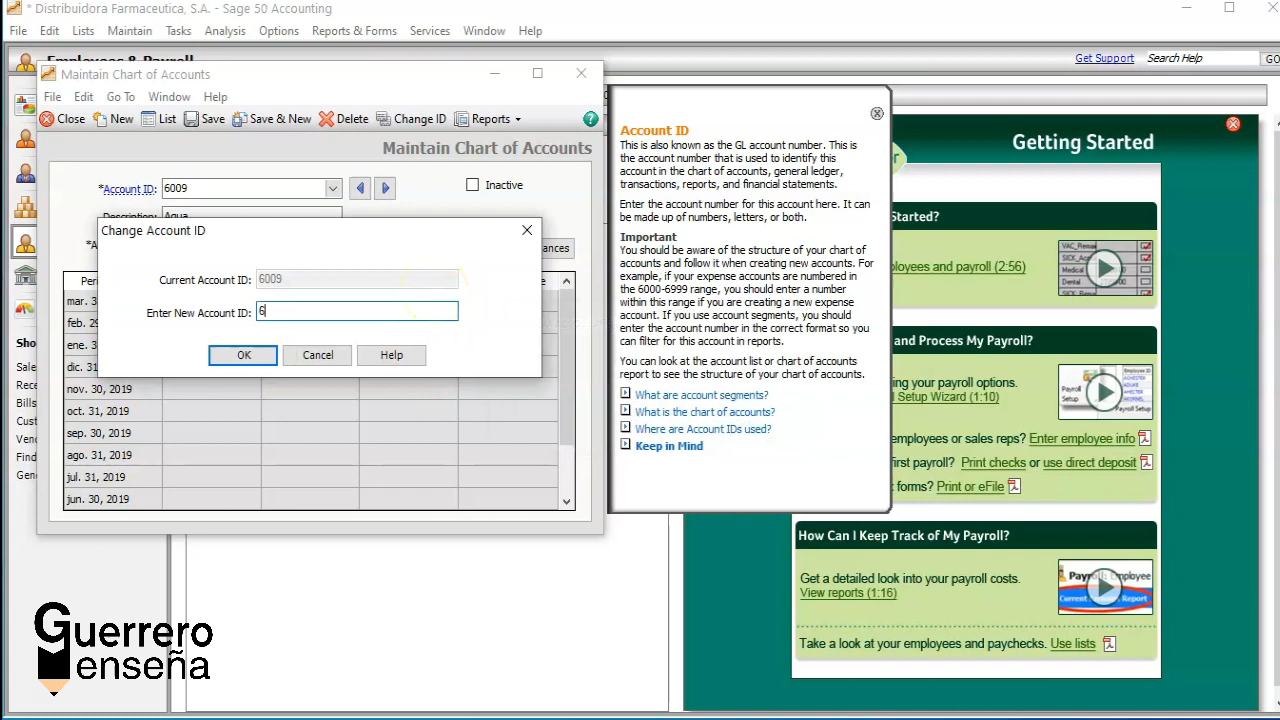 * Distribuidora Farmaceutica, S.A. - Sage 50 Accounting
File Edit Lists Maintain Tasks Analysis Options Reports & Forms Services Window Help
Employees & Payroll
Get Support Search Help GO
Maintain Chart of Accounts
File Edit Go To Window Help
Close New List Save Save & New Delete Change ID Reports
Maintain Chart of Accounts
*Account ID: 6009
Inactive
Description: Agua
Change Account ID
Current Account ID: 6009
Enter New Account ID: 6
OK Cancel Help
mar. 3
feb. 29
ene. 3
dic. 31
nov. 30, 2019
oct. 31, 2019
sep. 30, 2019
ago. 31, 2019
jul. 31, 2019
jun. 30, 2019
Account ID
This is also known as the GL account number. This is
the account number that is used to identify this
account in the chart of accounts, general ledger,
transactions, reports, and financial statements.
Enter the account number for this account here. It can
be made up of numbers, letters, or both.
Important
You should be aware of the structure of your chart of
accounts and follow it when creating new accounts. For
example, if your expense accounts are numbered in
the 6000-6999 range, you should enter a number
within this range if you are creating a new expense
account. If you use account segments, you should
enter the account number in the correct format so you
can filter for this account in reports.
You can look at the account list or chart of accounts
report to see the structure of your chart of accounts.
What are account segments?
What is the chart of accounts?
Where are Account IDs used?
Keep in Mind
Getting Started
Started?
ployees and payroll (2:56)
and Process My Payroll?
ing your payroll options.
l Setup Wizard (1:10)
employees or sales reps? Enter employee info
first payroll? Print checks or use direct deposit
forms? Print or eFile
How Can I Keep Track of My Payroll?
Get a detailed look into your payroll costs.
View reports (1:16)
Take a look at your employees and paychecks. Use lists
Guerrero
enseña